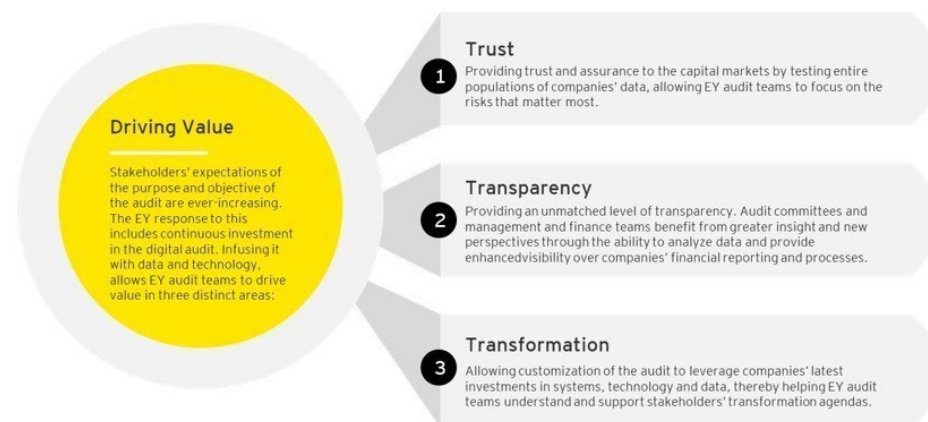 Driving Value
Stakeholders' expectations of
the purpose and objective of
the audit are ever-increasing.
The EY response to this
includes continuous investment
in the digital audit. Infusing it
with data and technology,
allows EY audit teams to drive
value in three distinct areas:
1
Trust
Providing trust and assurance to the capital markets by testing entire
populations of companies' data, allowing EY audit teams to focus on the
risks that matter most.
2
Transparency
Providing an unmatched level of transparency. Audit committees and
management and finance teams benefit from greater insight and new
perspectives through the ability to analyze data and provide
enhancedvisibility over companies' financial reporting and processes.
3
Transformation
Allowing customization of the audit to leverage companies' latest
investments in systems, technology and data, thereby helping EY audit
teams understand and support stakeholders' transformation agendas.